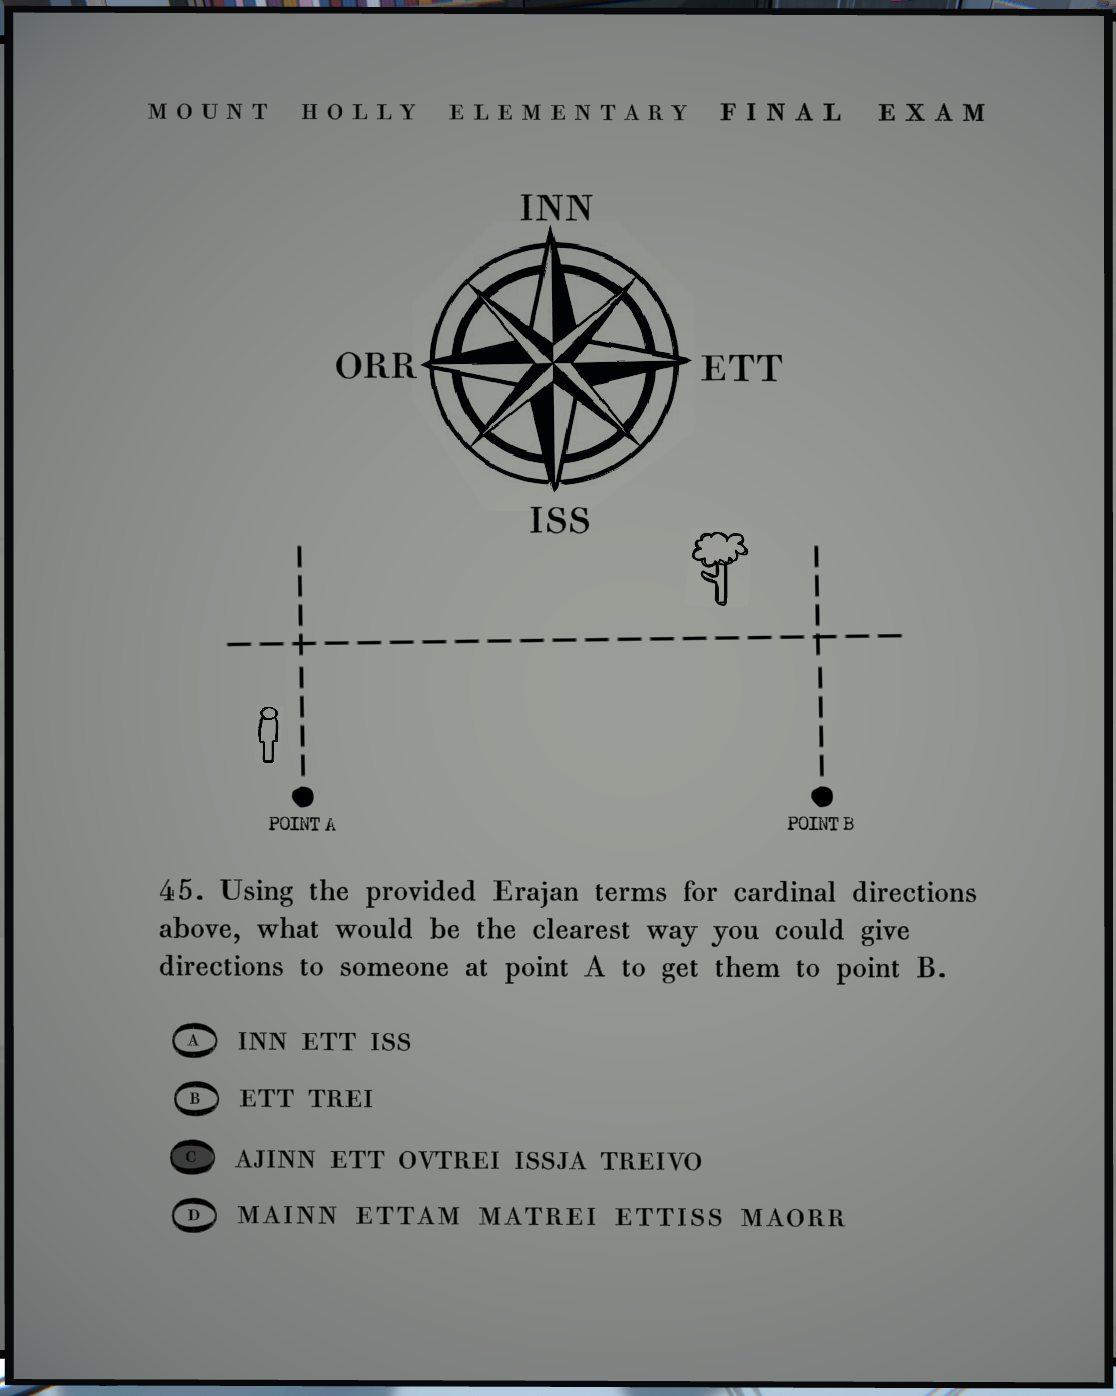 MOUNT HOLLY ELEMENTARY FINAL EXAM
INN
ORR
ETT
ISS
POINT A
POINT B
45. Using the provided Erajan terms for cardinal directions
above, what would be the clearest way you could give
directions to someone at point A to get them to point B.
A INN ETT ISS
B ETT TREI
C AJINN ETT OVTREI ISSJA TREIVO
D MAINN ETTAM MATREI ETTISS MAORR